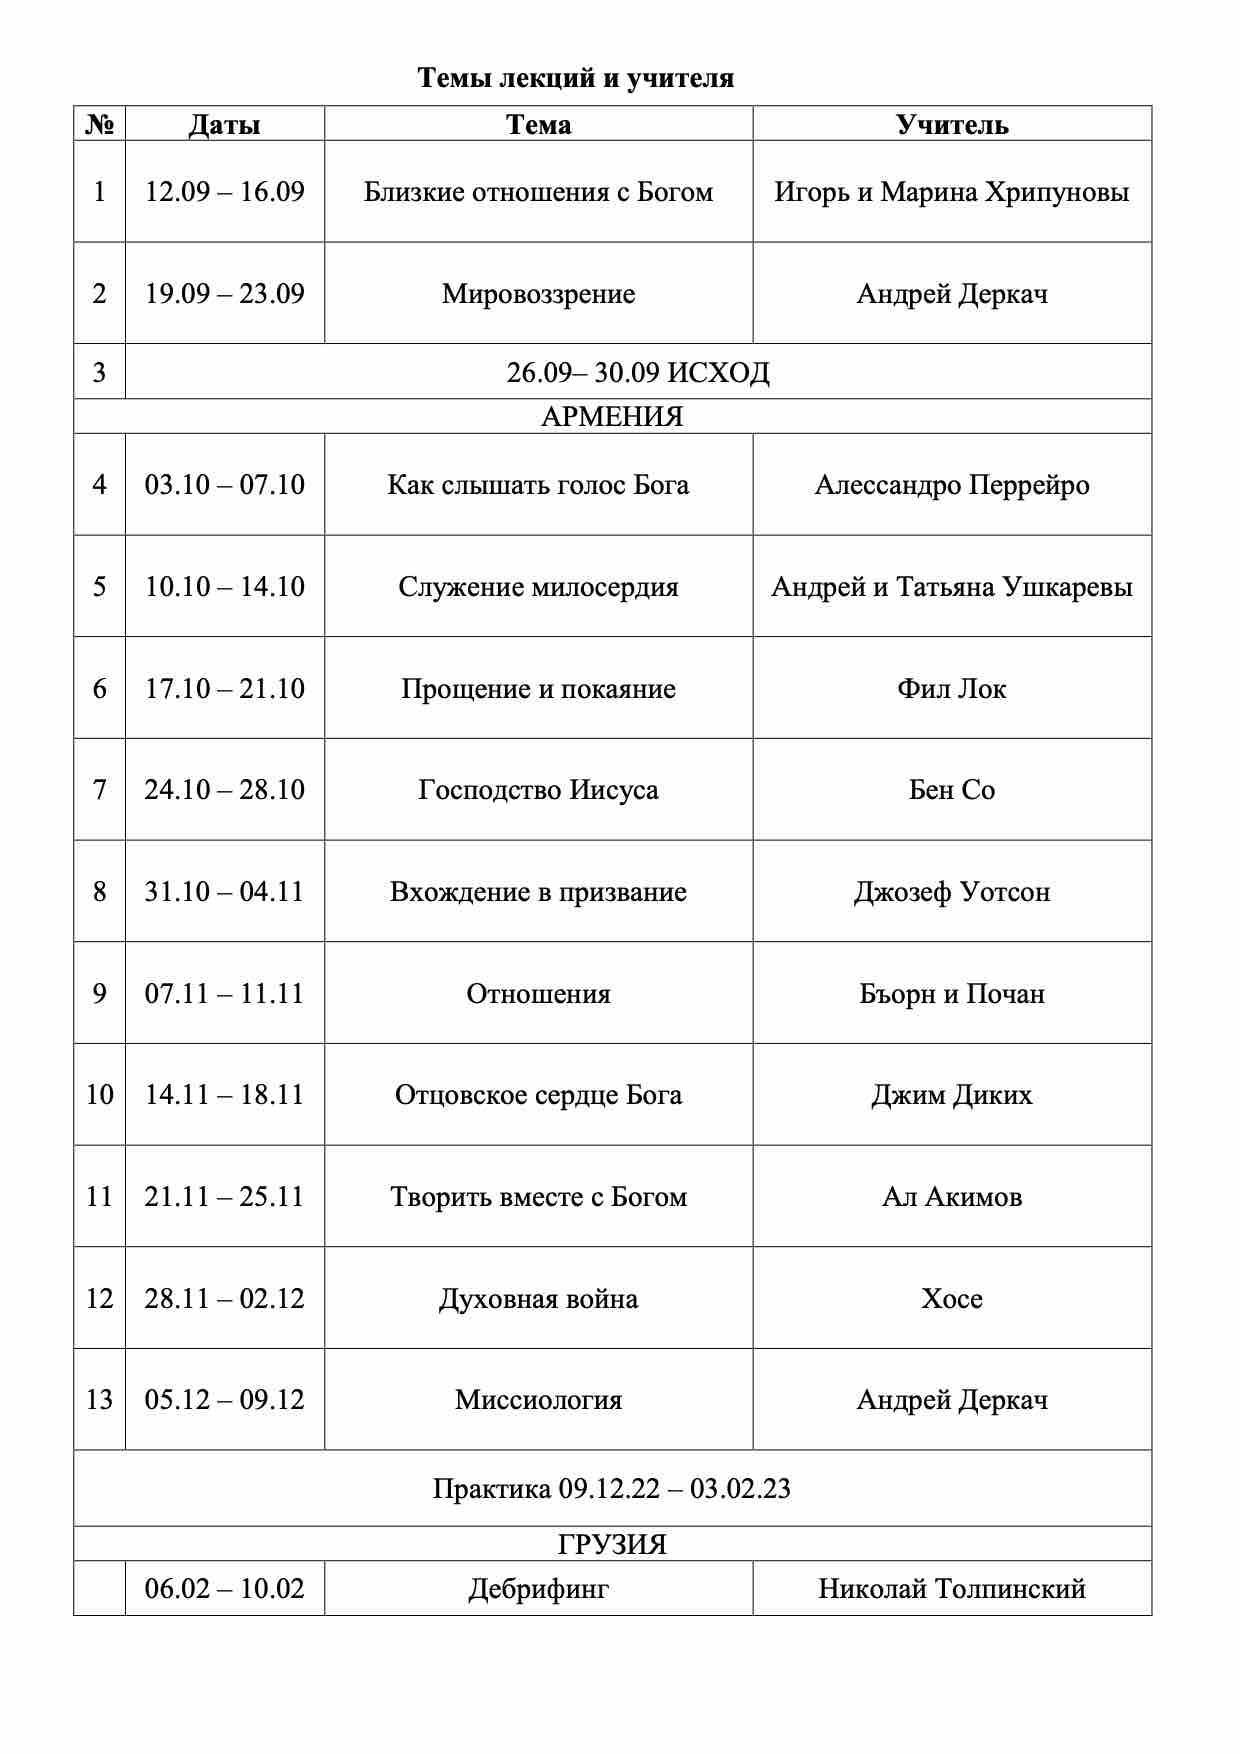 Темы лекций и учителя
№ Даты Тема Учитель
1 12.09 – 16.09 Близкие отношения с Богом Игорь и Марина Хрипуновы
2 19.09 – 23.09 Мировоззрение Андрей Деркач
3 26.09– 30.09 ИСХОД
АРМЕНИЯ
4 03.10 – 07.10 Как слышать голос Бога Алессандро Перрейро
5 10.10 – 14.10 Служение милосердия Андрей и Татьяна Ушкаревы
6 17.10 – 21.10 Прощение и покаяние Фил Лок
7 24.10 – 28.10 Господство Иисуса Бен Со
8 31.10 – 04.11 Вхождение в призвание Джозеф Уотсон
9 07.11 – 11.11 Отношения Бъорн и Почан
10 14.11 – 18.11 Отцовское сердце Бога Джим Диких
11 21.11 – 25.11 Творить вместе с Богом Ал Акимов
12 28.11 – 02.12 Духовная война Хосе
13 05.12 – 09.12 Миссиология Андрей Деркач
Практика 09.12.22 – 03.02.23
ГРУЗИЯ
06.02 – 10.02 Дебрифинг Николай Толпинский